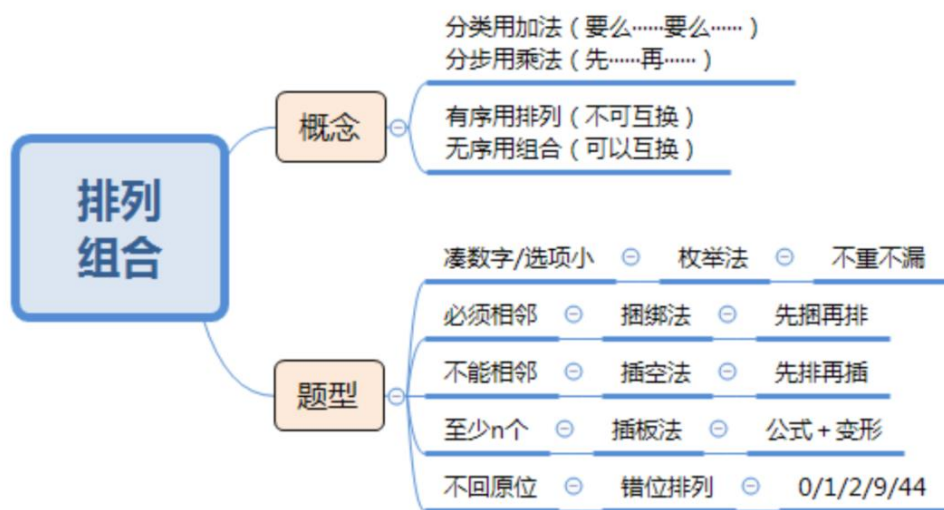 排列
组合
概念
分类用加法（要么······要么······）
分步用乘法（先······再······）
有序用排列（不可互换）
无序用组合（可以互换）
题型
凑数字/选项小 枚举法 不重不漏
必须相邻 捆绑法 先捆再排
不能相邻 插空法 先排再插
至少n个 插板法 公式+变形
不回原位 错位排列 0/1/2/9/44